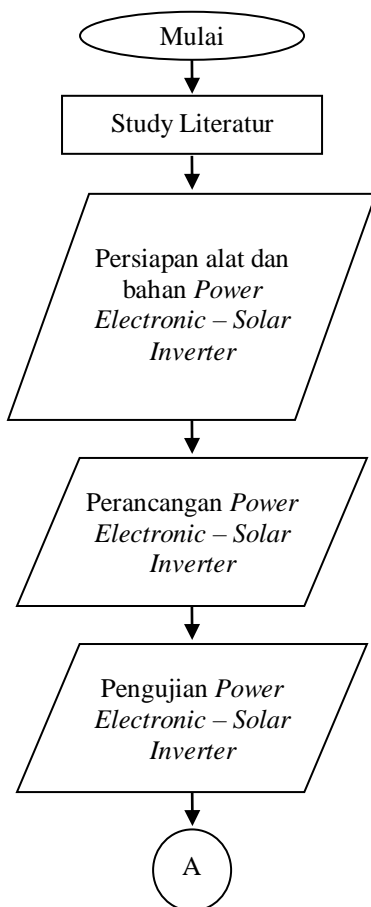 Mulai
Study Literatur
Persiapan alat dan
bahan Power
Electronic – Solar
Inverter
Perancangan Power
Electronic – Solar
Inverter
Pengujian Power
Electronic – Solar
Inverter
A